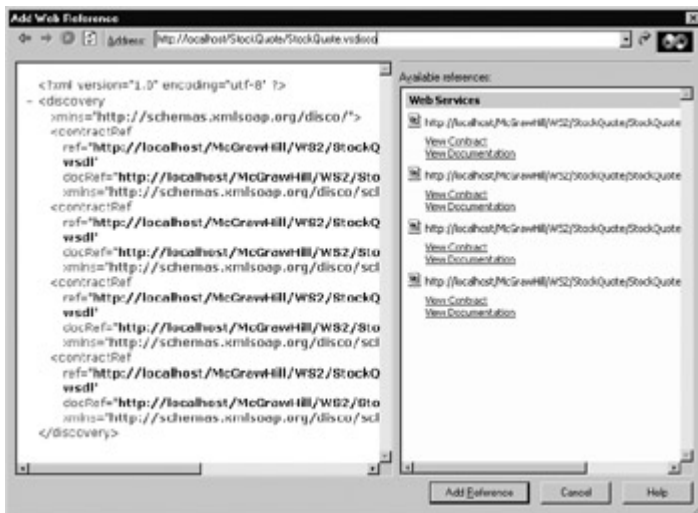 Add Web Reference
Address: http://localhost/StockQuote/StockQuote.vsdisco
<?xml version="1.0" encoding="utf-8" ?>
- <discovery
xmlns="http://schemas.xmlsoap.org/disco/">
<contractRef
ref="http://localhost/McGrawHill/WS2/StockQ
wsdl"
docRef="http://localhost/McGrawHill/WS2/Sto
xmlns="http://schemas.xmlsoap.org/disco/scl
<contractRef
ref="http://localhost/McGrawHill/WS2/StockQ
wsdl"
docRef="http://localhost/McGrawHill/WS2/Sto
xmlns="http://schemas.xmlsoap.org/disco/scl
<contractRef
ref="http://localhost/McGrawHill/WS2/StockQ
wsdl"
docRef="http://localhost/McGrawHill/WS2/Sto
xmlns="http://schemas.xmlsoap.org/disco/scl
<contractRef
ref="http://localhost/McGrawHill/WS2/StockQ
wsdl"
docRef="http://localhost/McGrawHill/WS2/Sto
xmlns="http://schemas.xmlsoap.org/disco/scl
</discovery>
Available references:
Web Services
http://localhost/McGrawHill/WS2/StockQuote/StockQuote
View Contract
View Documentation
http://localhost/McGrawHill/WS2/StockQuote/StockQuote
View Contract
View Documentation
http://localhost/McGrawHill/WS2/StockQuote/StockQuote
View Contract
View Documentation
http://localhost/McGrawHill/WS2/StockQuote/StockQuote
View Contract
View Documentation
Add Reference
Cancel
Help